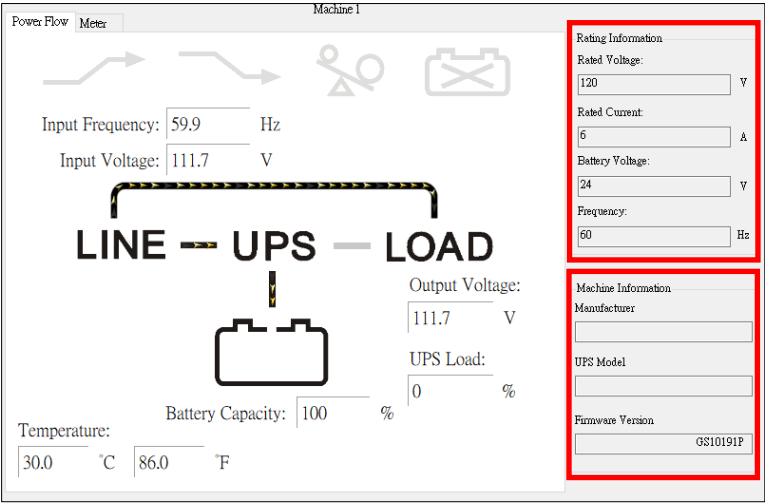 Machine 1
Power Flow Meter
Input Frequency: 59.9 Hz
Input Voltage: 111.7 V
LINE UPS LOAD
Output Voltage:
111.7 V
UPS Load:
0 %
Battery Capacity: 100 %
Temperature:
30.0 °C 86.0 °F
Rating Information
Rated Voltage:
120 V
Rated Current:
6 A
Battery Voltage:
24 V
Frequency:
60 Hz
Machine Information
Manufacturer
UPS Model
Firmware Version
GS10191P